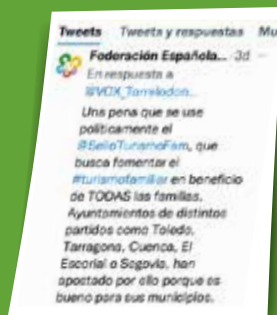 Tweets Tweets y respuestas Mu
Federación Española... 3d
En respuesta a
@VOX_Torrelodon...
Una pena que se use
políticamente el
@SelloTurismoFam, que
busca fomentar el
#turismofamiliar en beneficio
de TODAS las familias.
Ayuntamientos de distintos
partidos como Toledo,
Tarragona, Cuenca, El
Escorial o Segovia, han
apostado por ello porque es
bueno para sus municipios.